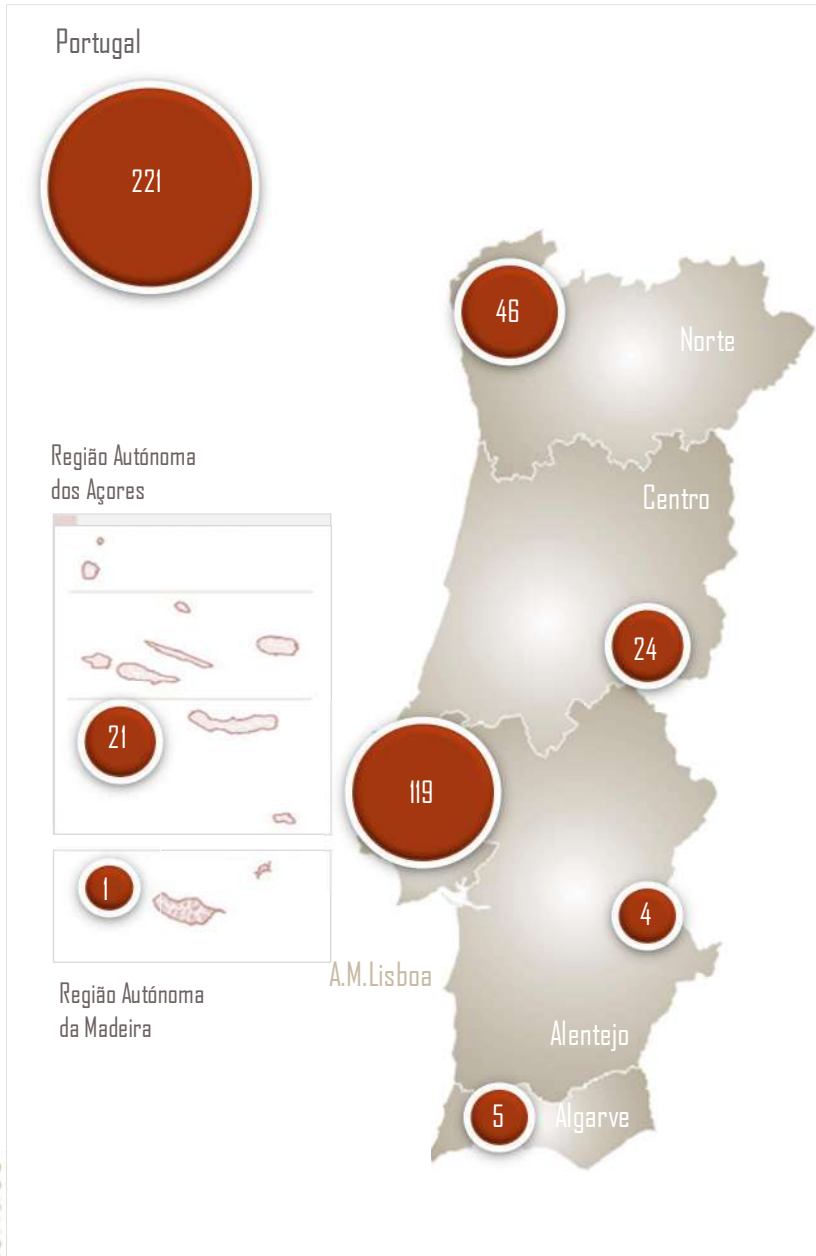 Portugal
221
46
Norte
Região Autónoma
dos Açores
Centro
24
21
119
1
4
A.M.Lisboa
Região Autónoma
da Madeira
Alentejo
5
Algarve